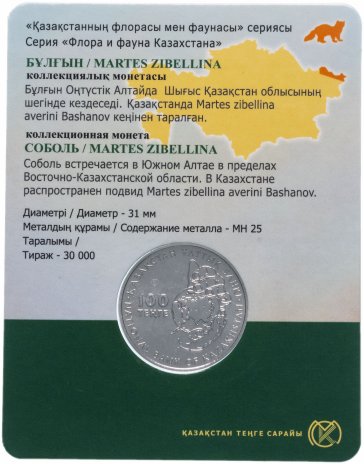 «Қазақстанның флорасы мен фаунасы» сериясы
Серия «Флора и фауна Казахстана»
БҰЛҒЫН / MARTES ZIBELLINA
коллекциялық монетасы
Бұлғын Оңтүстік Алтайда Шығыс Қазақстан облысының
шегінде кездеседі. Қазақстанда Martes zibellina
averini Bashanov кеңінен таралған.
коллекционная монета
СОБОЛЬ / MARTES ZIBELLINA
Соболь встречается в Южном Алтае в пределах
Восточно-Казахстанской области. В Казахстане
распространен подвид Martes zibellina averini Bashanov.
Диаметрі / Диаметр - 31 мм
Металдың құрамы / Содержание металла - МН 25
Таралымы /
Тираж - 30 000
100
ТЕҢГЕ
ҚАЗАҚСТАН ТЕҢГЕ САРАЙЫ